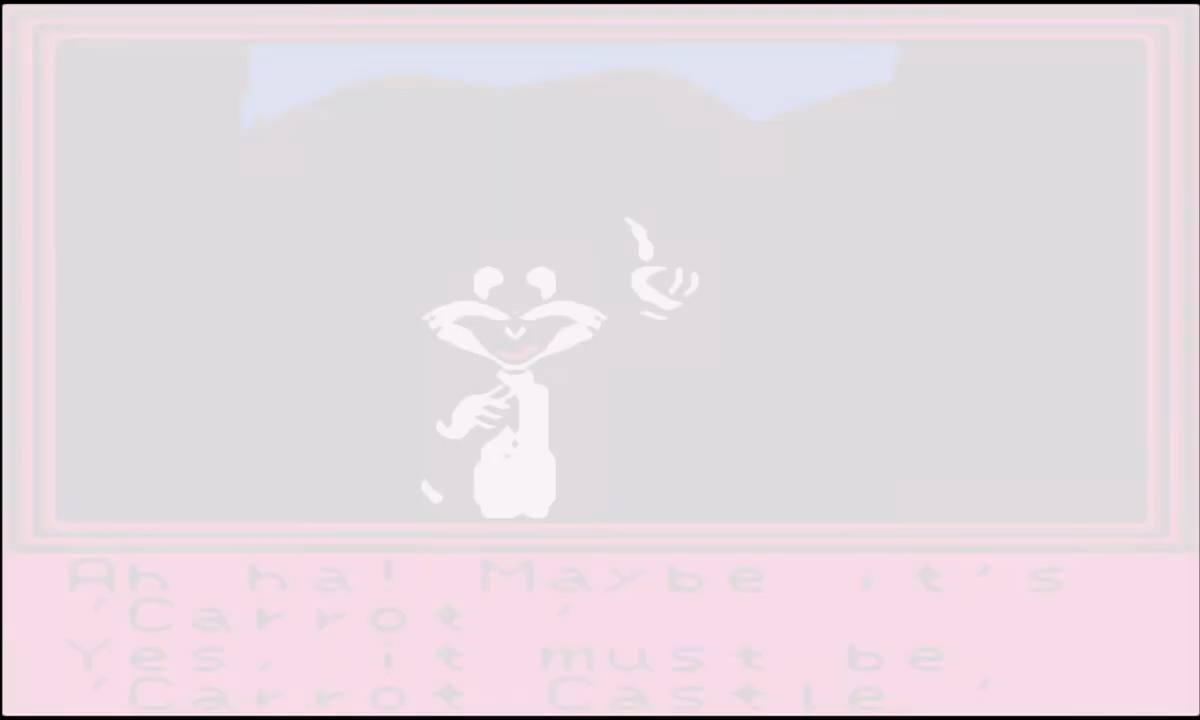 Ah ha! Maybe it's
'Carrot '
Yes, it must be
'Carrot Castle'